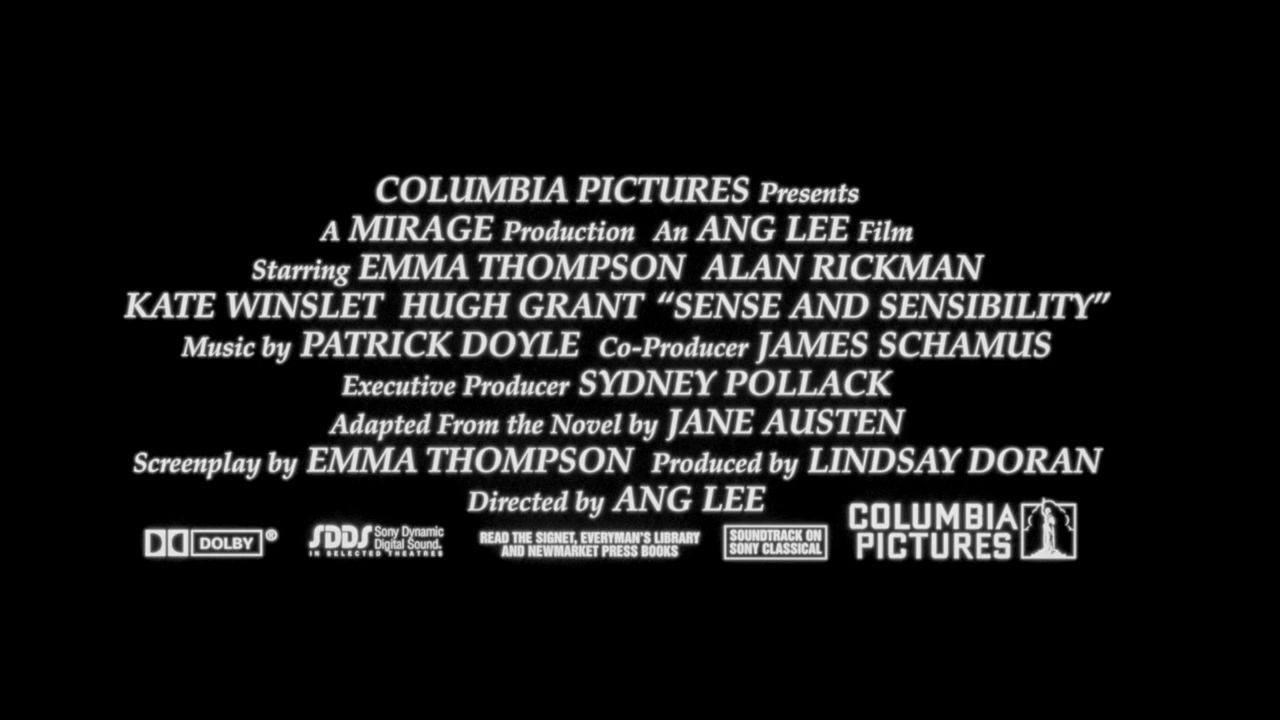 COLUMBIA PICTURES Presents
A MIRAGE Production An ANG LEE Film
Starring EMMA THOMPSON ALAN RICKMAN
KATE WINSLET HUGH GRANT “SENSE AND SENSIBILITY”
Music by PATRICK DOYLE Co-Producer JAMES SCHAMUS
Executive Producer SYDNEY POLLACK
Adapted From the Novel by JANE AUSTEN
Screenplay by EMMA THOMPSON Produced by LINDSAY DORAN
Directed by ANG LEE
DOLBY ®
SDDS Sony Dynamic
Digital Sound.
IN SELECTED THEATRES
READ THE SIGNET, EVERYMAN'S LIBRARY
AND NEWMARKET PRESS BOOKS
SOUNDTRACK ON
SONY CLASSICAL
COLUMBIA
PICTURES